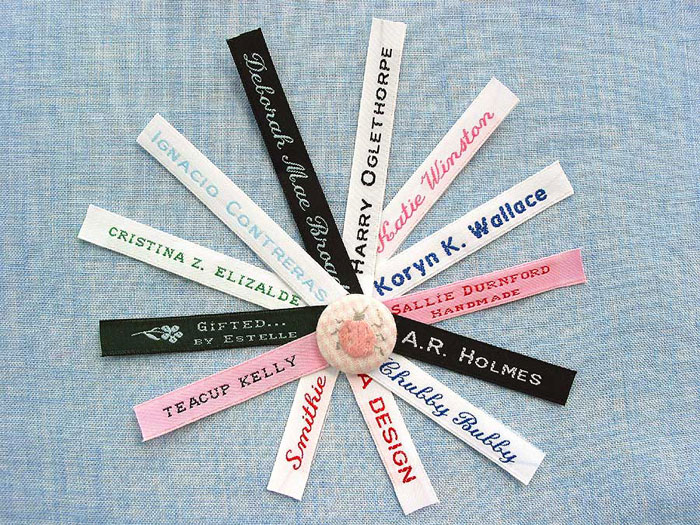 Deborah Mae
HARRY OGLETHORPE
Katie Winston
Koryn K. Wallace
SALLIE DURNFORD
HANDMADE
A.R. HOLMES
Chubby Bubby
DESIGN
Smithie
TEACUP KELLY
GIFTED...
BY ESTELLE
CRISTINA Z. ELIZALDE
IGNACIO CONTRERAS